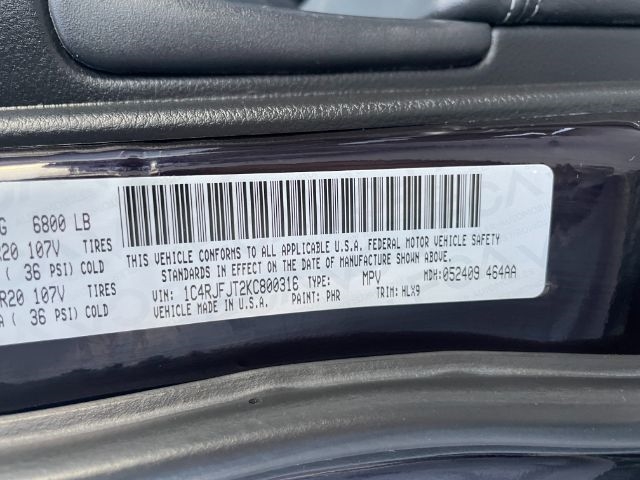 G 6800 LB
R20 107V TIRES
( 36 PSI) COLD
R20 107V TIRES
A ( 36 PSI) COLD
THIS VEHICLE CONFORMS TO ALL APPLICABLE U.S.A. FEDERAL MOTOR VEHICLE SAFETY
STANDARDS IN EFFECT ON THE DATE OF MANUFACTURE SHOWN ABOVE.
VIN: 1C4RJFJT2KC800316 TYPE: MPV MDH: 052409 464AA
VEHICLE MADE IN U.S.A. PAINT: PHR TRIM: HLX9